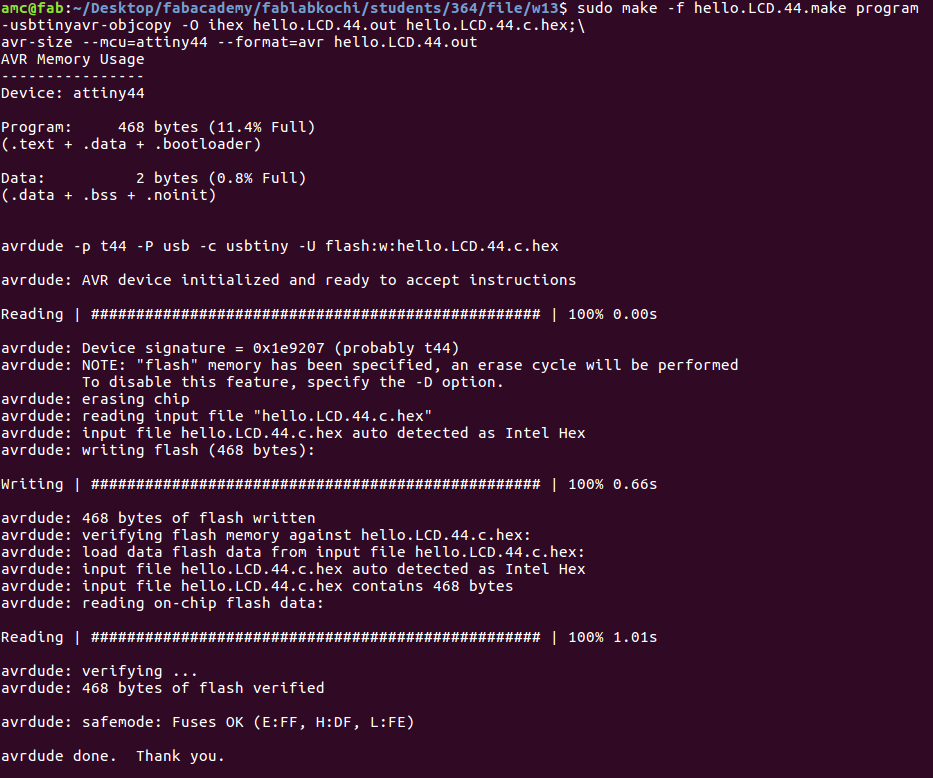 amc@fab:~/Desktop/fabacademy/fablabkochi/students/364/file/w13$ sudo make -f hello.LCD.44.make program
-usbtinyavr-objcopy -O ihex hello.LCD.44.out hello.LCD.44.c.hex;\
avr-size --mcu=attiny44 --format=avr hello.LCD.44.out
AVR Memory Usage
----------------
Device: attiny44
Program:     468 bytes (11.4% Full)
(.text + .data + .bootloader)
Data:          2 bytes (0.8% Full)
(.data + .bss + .noinit)
avrdude -p t44 -P usb -c usbtiny -U flash:w:hello.LCD.44.c.hex
avrdude: AVR device initialized and ready to accept instructions
Reading | ################################################## | 100% 0.00s
avrdude: Device signature = 0x1e9207 (probably t44)
avrdude: NOTE: "flash" memory has been specified, an erase cycle will be performed
         To disable this feature, specify the -D option.
avrdude: erasing chip
avrdude: reading input file "hello.LCD.44.c.hex"
avrdude: input file hello.LCD.44.c.hex auto detected as Intel Hex
avrdude: writing flash (468 bytes):
Writing | ################################################## | 100% 0.66s
avrdude: 468 bytes of flash written
avrdude: verifying flash memory against hello.LCD.44.c.hex:
avrdude: load data flash data from input file hello.LCD.44.c.hex:
avrdude: input file hello.LCD.44.c.hex auto detected as Intel Hex
avrdude: input file hello.LCD.44.c.hex contains 468 bytes
avrdude: reading on-chip flash data:
Reading | ################################################## | 100% 1.01s
avrdude: verifying ...
avrdude: 468 bytes of flash verified
avrdude: safemode: Fuses OK (E:FF, H:DF, L:FE)
avrdude done.  Thank you.